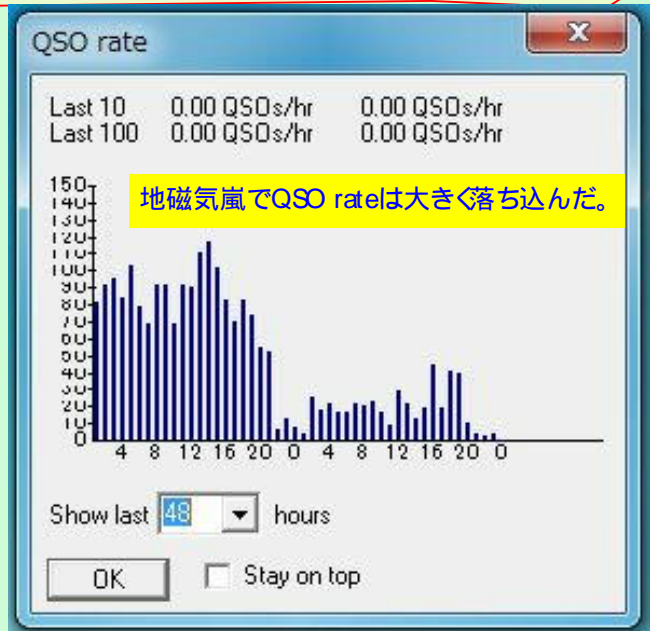 QSO rate
Last 10 0.00 QSOs/hr 0.00 QSOs/hr
Last 100 0.00 QSOs/hr 0.00 QSOs/hr
地磁気嵐でQSO rateは大きく落ち込んだ。
150
140
130
120
110
100
90
80
70
60
50
40
30
20
10
0
4 8 12 16 20 0 4 8 12 16 20 0
Show last 48 hours
OK Stay on top